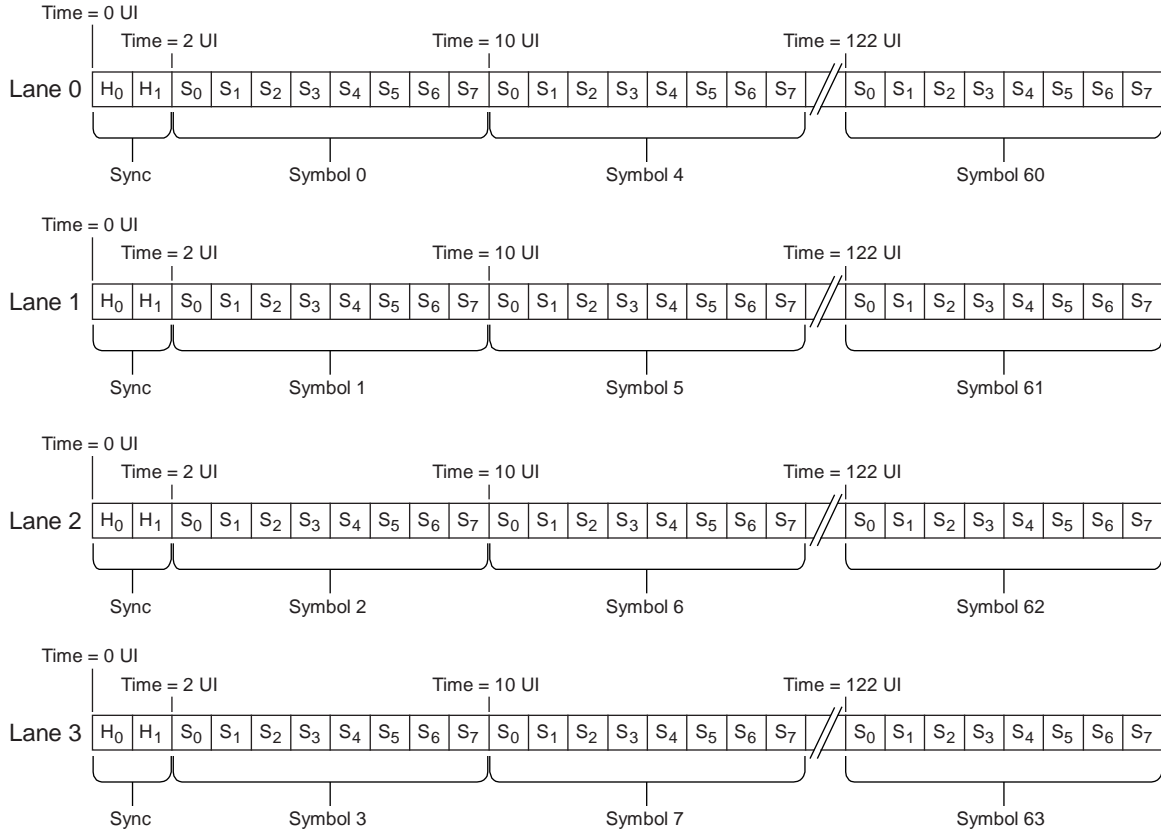 Time = 0 UI
Time = 2 UI Time = 10 UI Time = 122 UI
Lane 0 H0 H1 S0 S1 S2 S3 S4 S5 S6 S7 S0 S1 S2 S3 S4 S5 S6 S7 S0 S1 S2 S3 S4 S5 S6 S7
Sync Symbol 0 Symbol 4 Symbol 60
Time = 0 UI
Time = 2 UI Time = 10 UI Time = 122 UI
Lane 1 H0 H1 S0 S1 S2 S3 S4 S5 S6 S7 S0 S1 S2 S3 S4 S5 S6 S7 S0 S1 S2 S3 S4 S5 S6 S7
Sync Symbol 1 Symbol 5 Symbol 61
Time = 0 UI
Time = 2 UI Time = 10 UI Time = 122 UI
Lane 2 H0 H1 S0 S1 S2 S3 S4 S5 S6 S7 S0 S1 S2 S3 S4 S5 S6 S7 S0 S1 S2 S3 S4 S5 S6 S7
Sync Symbol 2 Symbol 6 Symbol 62
Time = 0 UI
Time = 2 UI Time = 10 UI Time = 122 UI
Lane 3 H0 H1 S0 S1 S2 S3 S4 S5 S6 S7 S0 S1 S2 S3 S4 S5 S6 S7 S0 S1 S2 S3 S4 S5 S6 S7
Sync Symbol 3 Symbol 7 Symbol 63